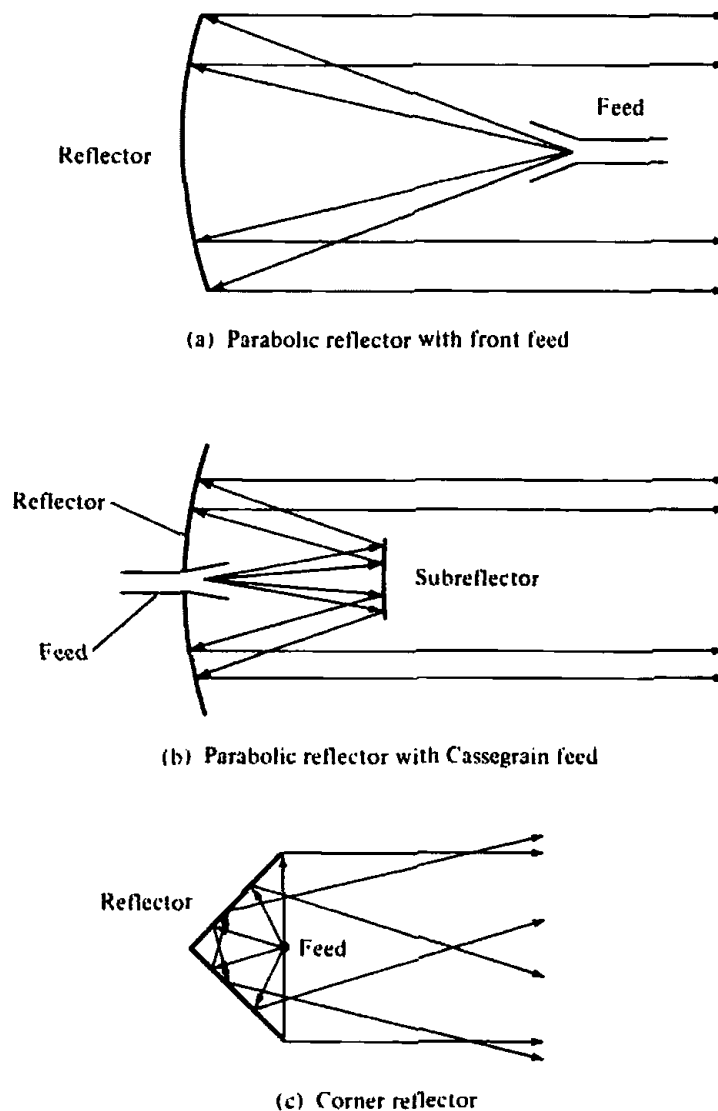 Feed
Reflector
(a) Parabolic reflector with front feed
Reflector
Subreflector
Feed
(b) Parabolic reflector with Cassegrain feed
Reflector
Feed
(c) Corner reflector